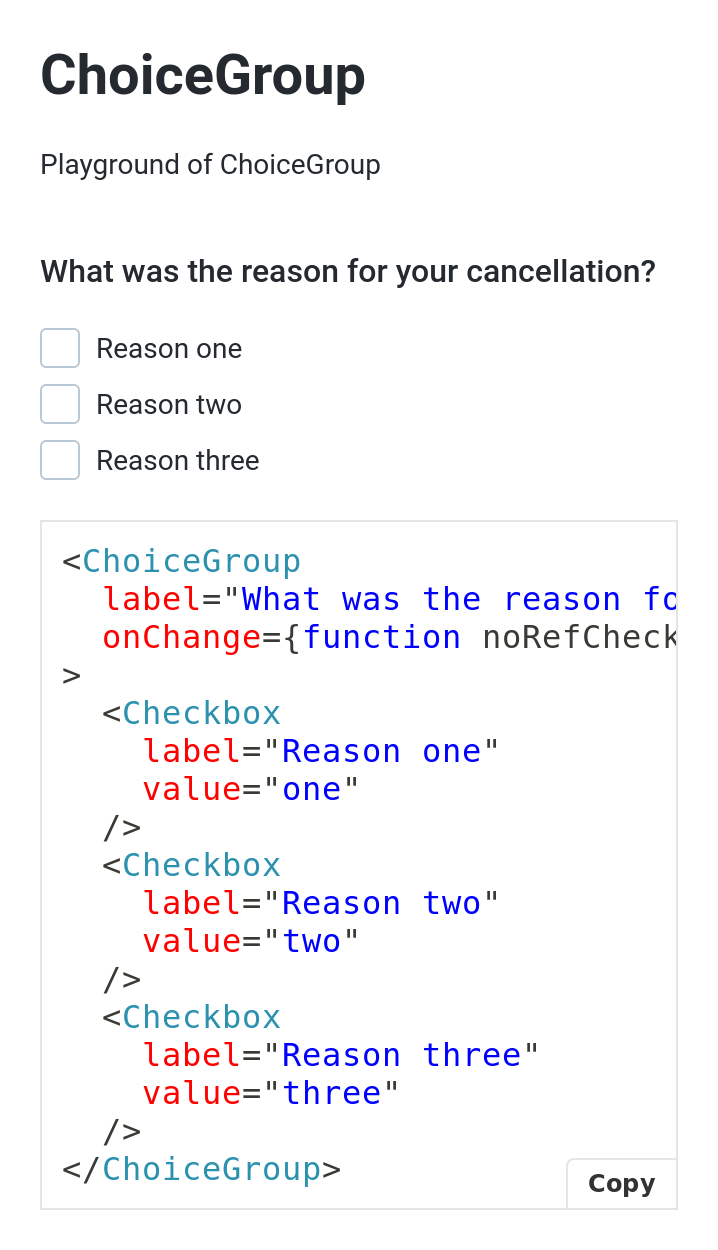 ChoiceGroup
Playground of ChoiceGroup
What was the reason for your cancellation?
Reason one
Reason two
Reason three
<ChoiceGroup
  label="What was the reason fo
  onChange={function noRefCheck
>
  <Checkbox
    label="Reason one"
    value="one"
  />
  <Checkbox
    label="Reason two"
    value="two"
  />
  <Checkbox
    label="Reason three"
    value="three"
  />
</ChoiceGroup>
Copy